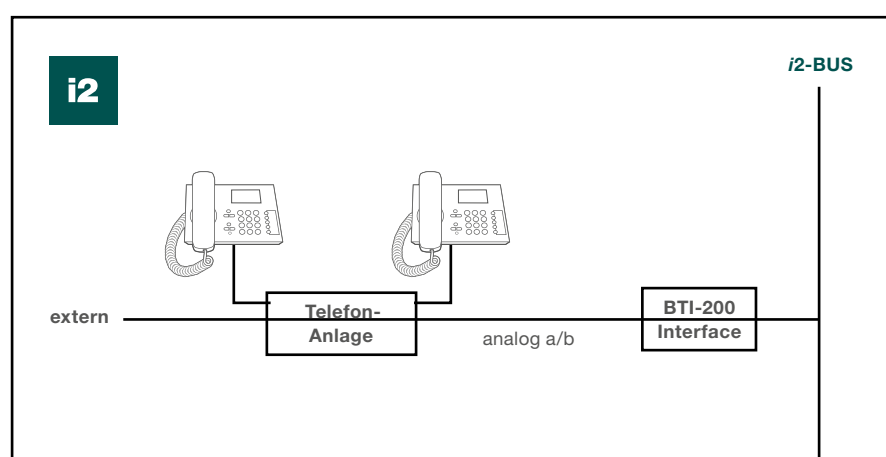 i2-BUS
i2
extern
Telefon-
Anlage
analog a/b
BTI-200
Interface